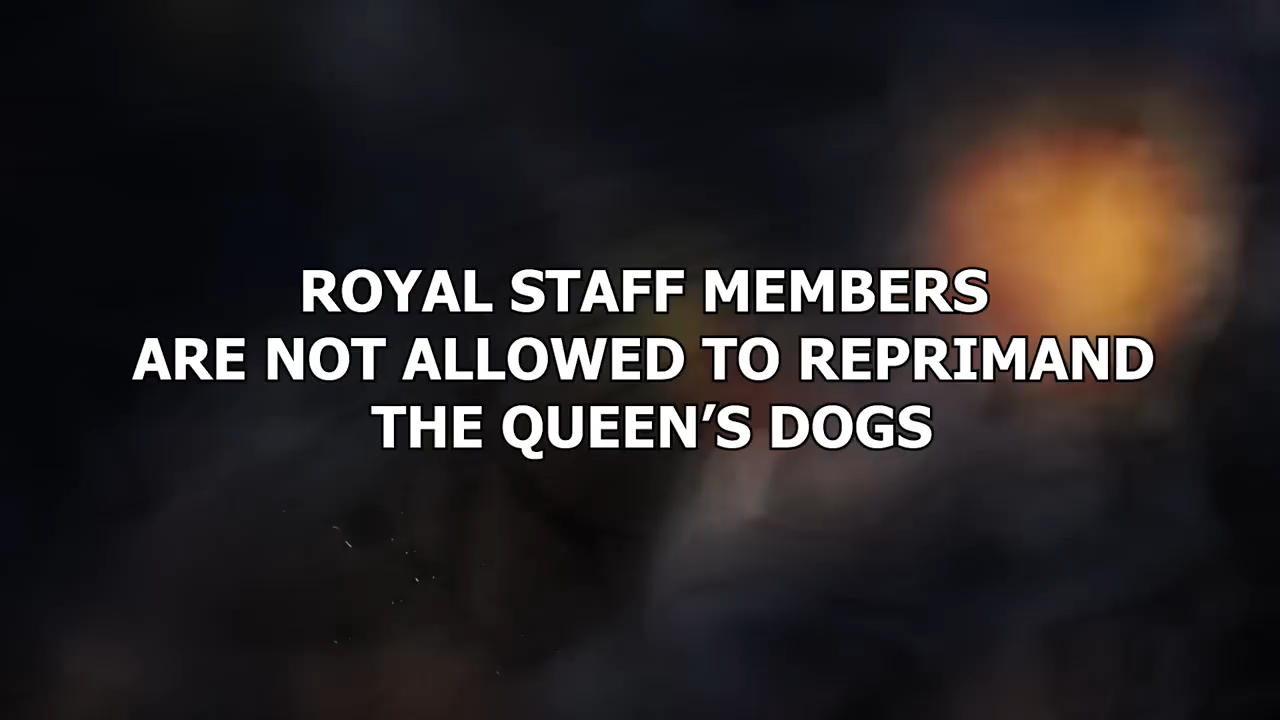 ROYAL STAFF MEMBERS
ARE NOT ALLOWED TO REPRIMAND
THE QUEEN’S DOGS